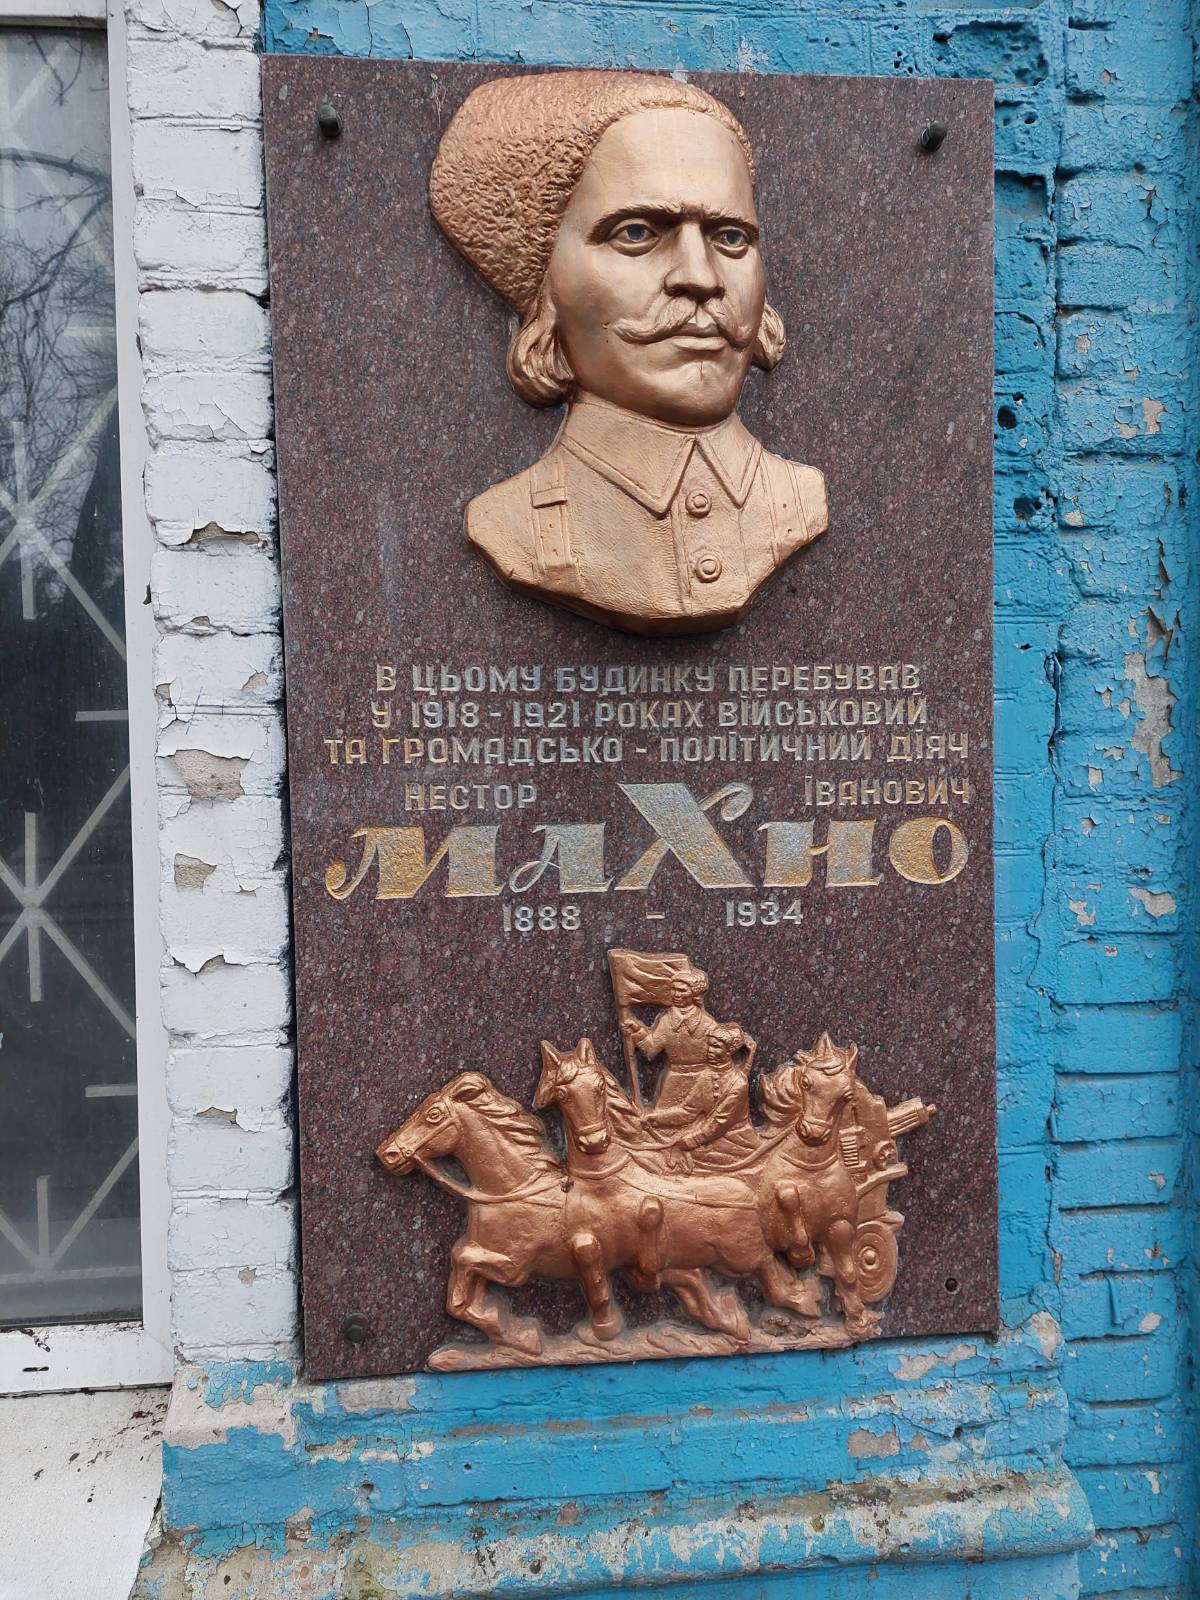 В ЦЬОМУ БУДИНКУ ПЕРЕБУВАВ
У 1918 - 1921 РОКАХ ВІЙСЬКОВИЙ
ТА ГРОМАДСЬКО - ПОЛІТИЧНИЙ ДІЯЧ
НЕСТОР ІВАНОВИЧ
МАХНО
1888 - 1934